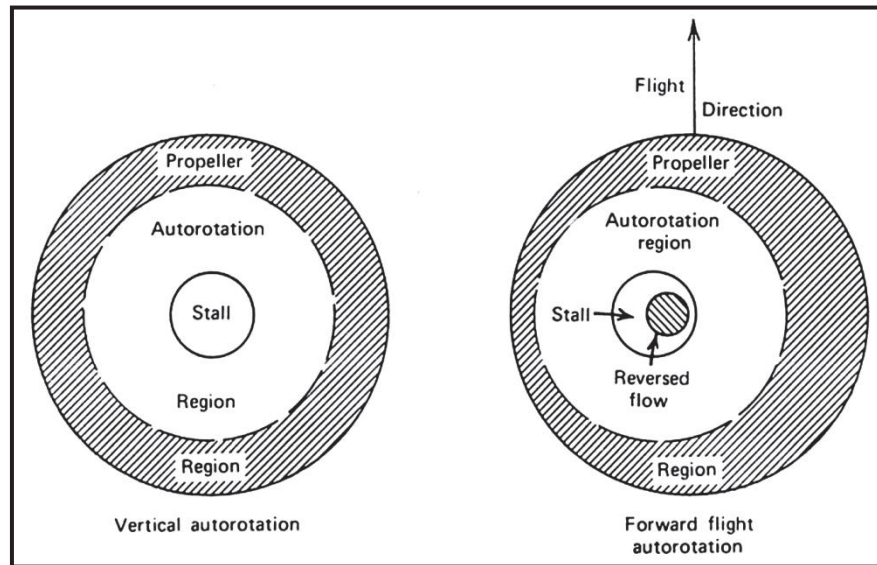 Propeller
Autorotation
Stall
Region
Region
Vertical autorotation
Flight
Direction
Propeller
Autorotation
region
Stall
Reversed
flow
Region
Forward flight
autorotation